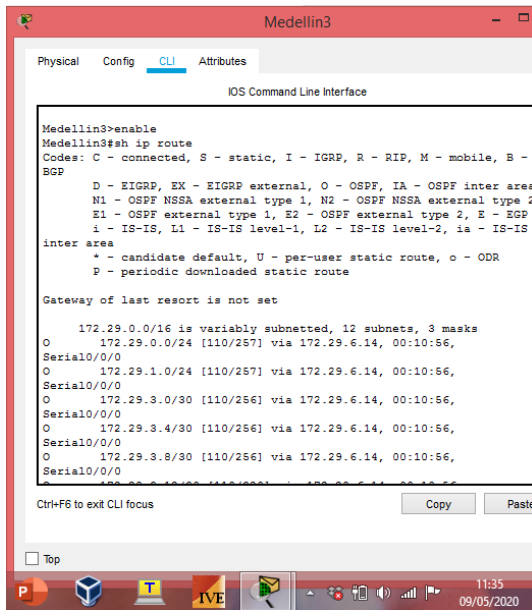 Medellin3
Physical Config CLI Attributes
IOS Command Line Interface
Medellin3>enable
Medellin3#sh ip route
Codes: C - connected, S - static, I - IGRP, R - RIP, M - mobile, B -
BGP
D - EIGRP, EX - EIGRP external, O - OSPF, IA - OSPF inter area
N1 - OSPF NSSA external type 1, N2 - OSPF NSSA external type 2
E1 - OSPF external type 1, E2 - OSPF external type 2, E - EGP
i - IS-IS, L1 - IS-IS level-1, L2 - IS-IS level-2, ia - IS-IS
inter area
* - candidate default, U - per-user static route, o - ODR
P - periodic downloaded static route
Gateway of last resort is not set
172.29.0.0/16 is variably subnetted, 12 subnets, 3 masks
O 172.29.0.0/24 [110/257] via 172.29.6.14, 00:10:56,
Serial0/0/0
O 172.29.1.0/24 [110/257] via 172.29.6.14, 00:10:56,
Serial0/0/0
O 172.29.3.0/30 [110/256] via 172.29.6.14, 00:10:56,
Serial0/0/0
O 172.29.3.4/30 [110/256] via 172.29.6.14, 00:10:56,
Serial0/0/0
O 172.29.3.8/30 [110/256] via 172.29.6.14, 00:10:56,
Serial0/0/0
Ctrl+F6 to exit CLI focus
Copy Paste
Top
P T IVE
11:35
09/05/2020